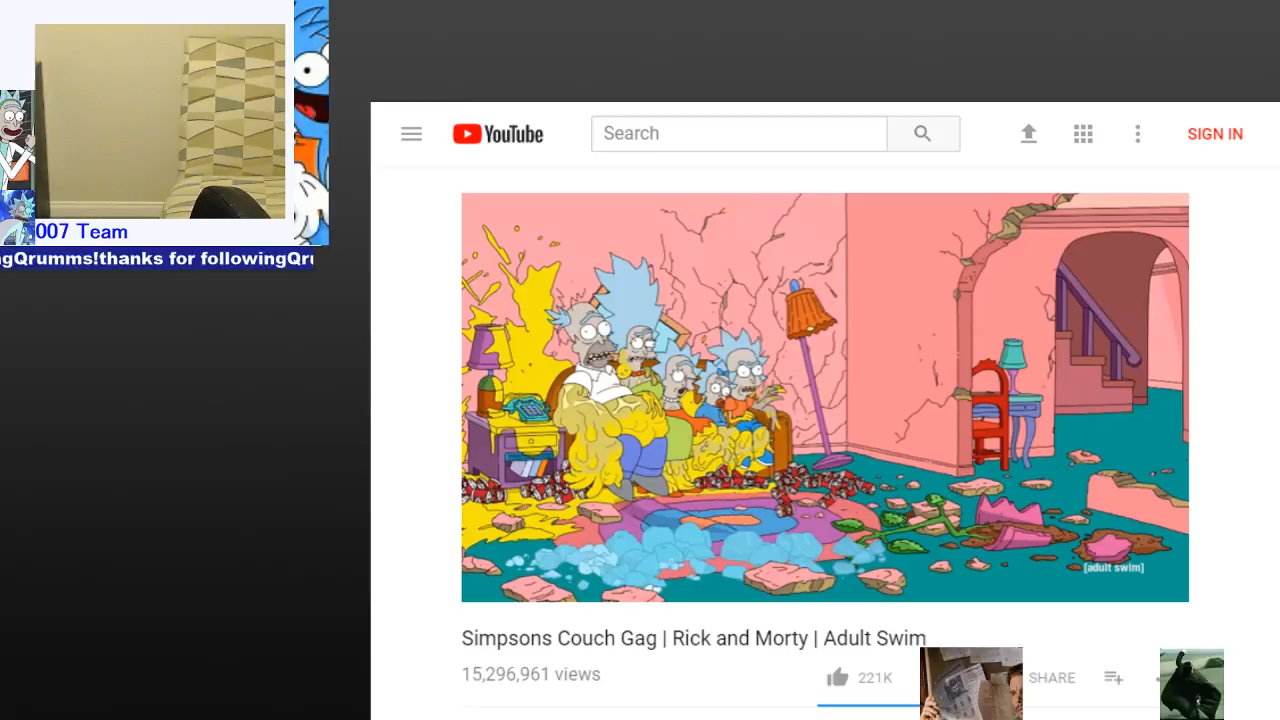 007 Team
gQrumms!thanks for followingQru
YouTube
Search
SIGN IN
[adult swim]
Simpsons Couch Gag | Rick and Morty | Adult Swim
15,296,961 views
221K
SHARE